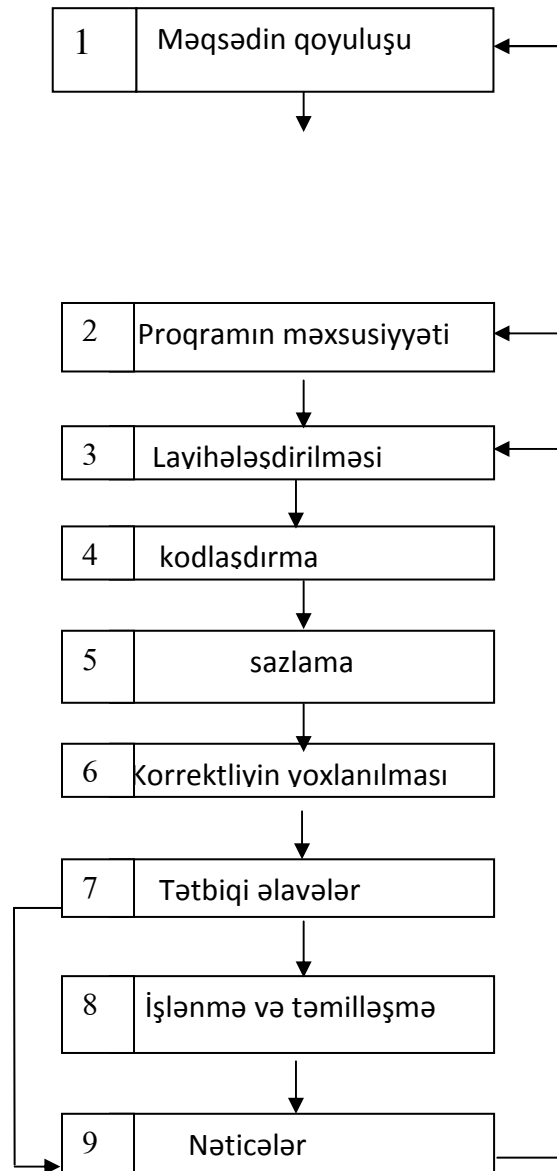 1 Məqsədin qoyuluşu
2 Proqramın məxsusiyyəti
3 Layihələşdirilməsi
4 kodlaşdırma
5 sazlama
6 Korrektliyin yoxlanılması
7 Tətbiqi əlavələr
8 İşlənmə və təmilləşmə
9 Nəticələr